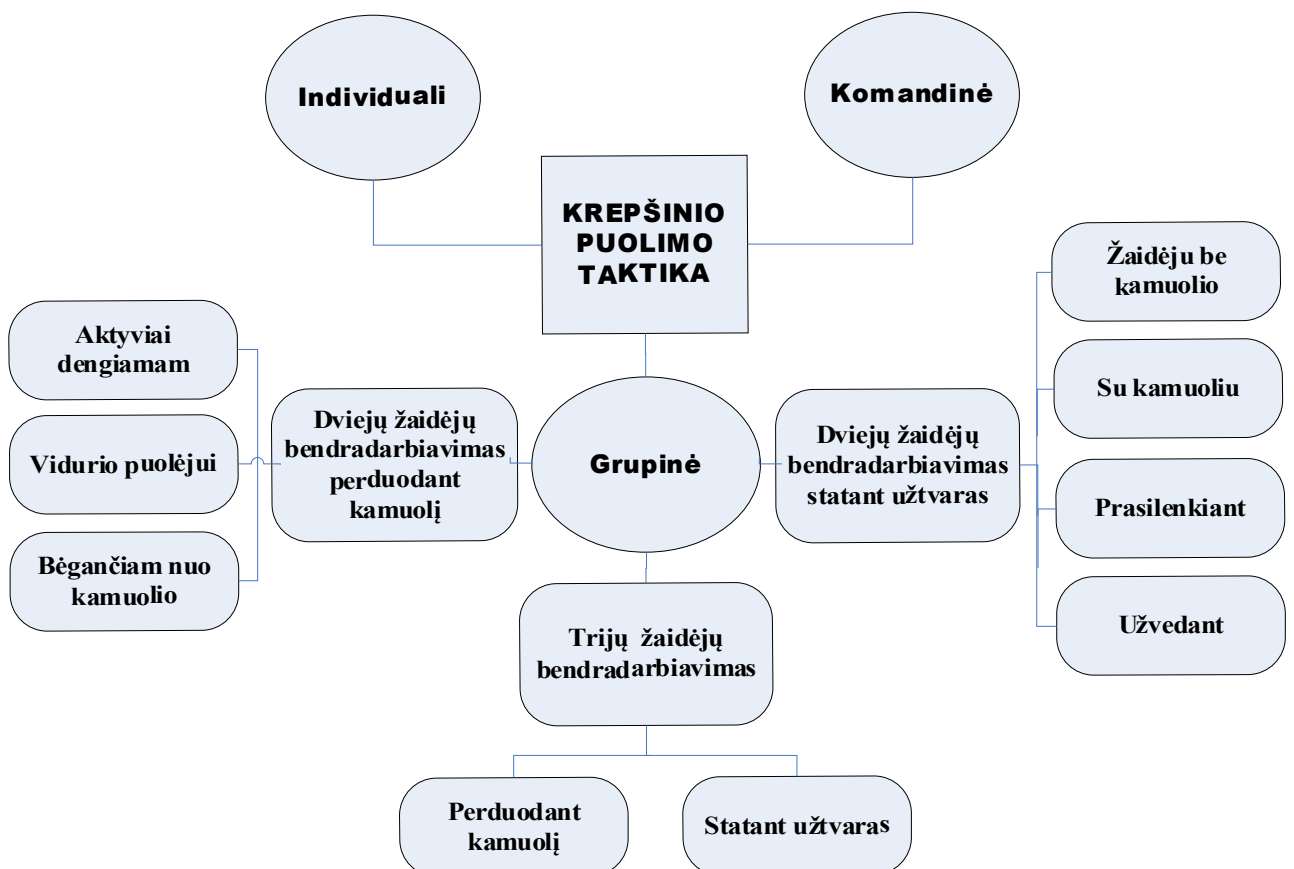 Individuali
Komandinė
KREPŠINIO
PUOLIMO
TAKTIKA
Žaidėju be
kamuolio
Aktyviai
dengiamam
Su kamuoliu
Dviejų žaidėjų
bendradarbiavimas
perduodant
kamuolį
Grupinė
Dviejų žaidėjų
bendradarbiavimas
statant užtvaras
Vidurio puolėjui
Prasilenkiant
Bėgančiam nuo
kamuolio
Užvedant
Trijų žaidėjų
bendradarbiavimas
Perduodant
kamuolį
Statant užtvaras